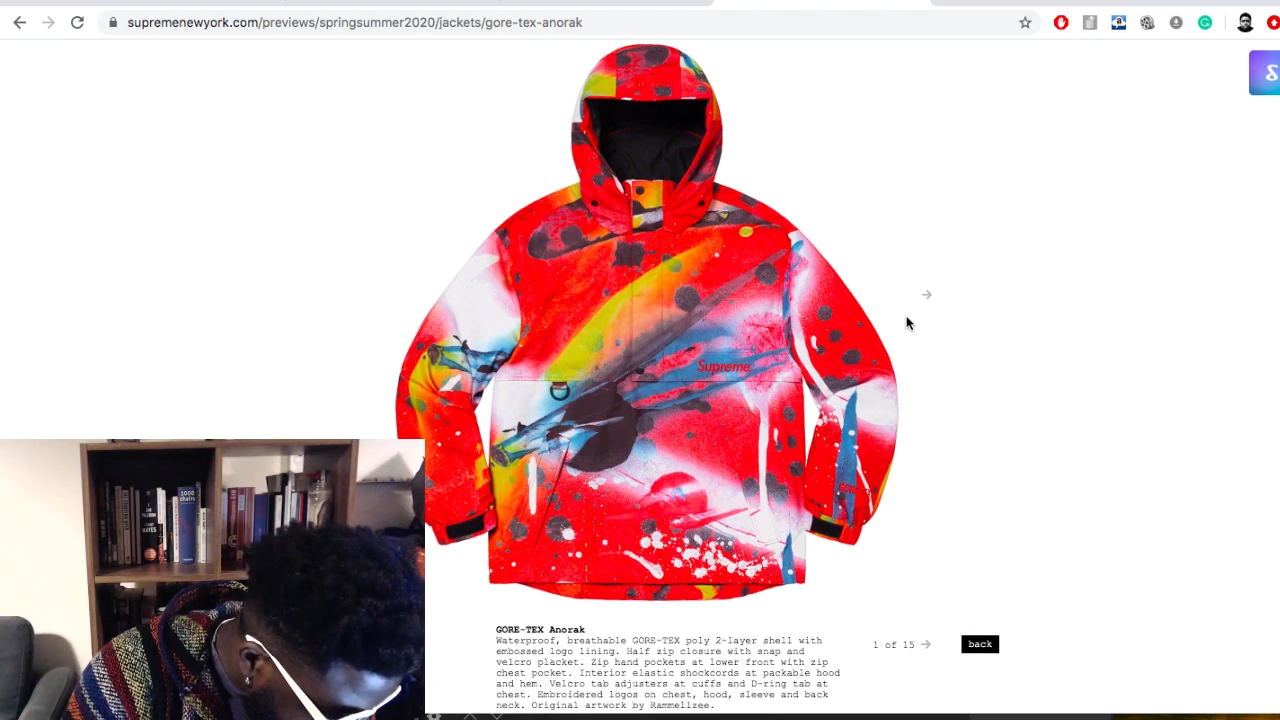 supremenewyork.com/previews/springsummer2020/jackets/gore-tex-anorak
Supreme
GORE-TEX Anorak
Waterproof, breathable GORE-TEX poly 2-layer shell with
embossed logo lining. Half zip closure with snap and
velcro placket. Zip hand pockets at lower front with zip
chest pocket. Interior elastic shockcords at packable hood
and hem. Velcro tab adjusters at cuffs and D-ring tab at
chest. Embroidered logos on chest, hood, sleeve and back
neck. Original artwork by Rammellzee.
1 of 15
back
1000
chairs